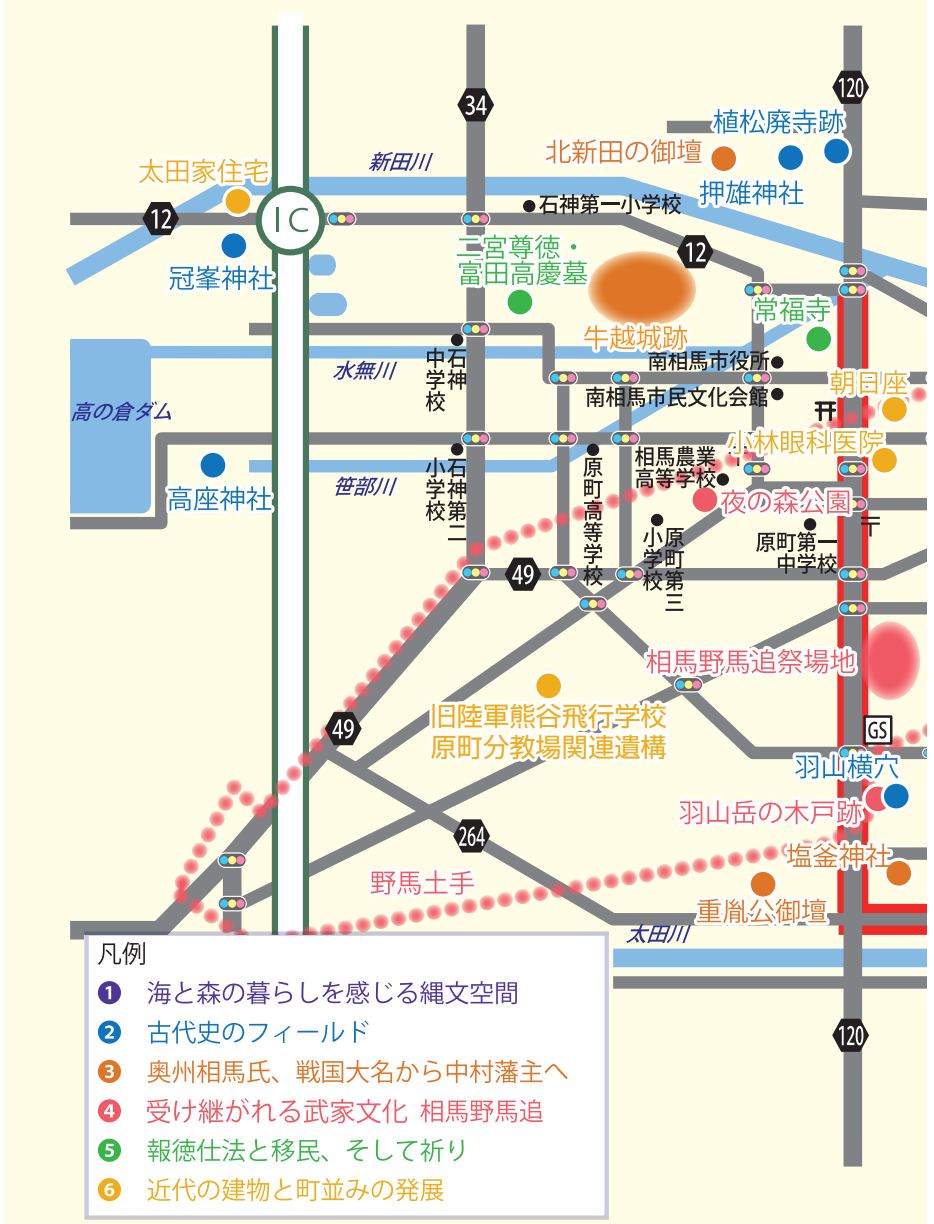 120
34
植松廃寺跡
北新田の御壇
新田川
太田家住宅
押雄神社
石神第一小学校
12
IC
12
二宮尊徳・
富田高慶墓
冠峯神社
常福寺
牛越城跡
石神
中学校
水無川
南相馬市役所
朝日座
南相馬市民文化会館
高の倉ダム
小林眼科医院
石神第二
小学校
原町高等学校
相馬農業
高等学校
笹部川
高座神社
夜の森公園
原町第三
小学校
原町第一
中学校
〒
49
相馬野馬追祭場地
旧陸軍熊谷飛行学校
原町分教場関連遺構
49
GS
羽山横穴
羽山岳の木戸跡
264
塩釜神社
野馬土手
重胤公御壇
太田川
120
凡例
1 海と森の暮らしを感じる縄文空間
2 古代史のフィールド
3 奥州相馬氏、戦国大名から中村藩主へ
4 受け継がれる武家文化 相馬野馬追
5 報徳仕法と移民、そして祈り
6 近代の建物と町並みの発展